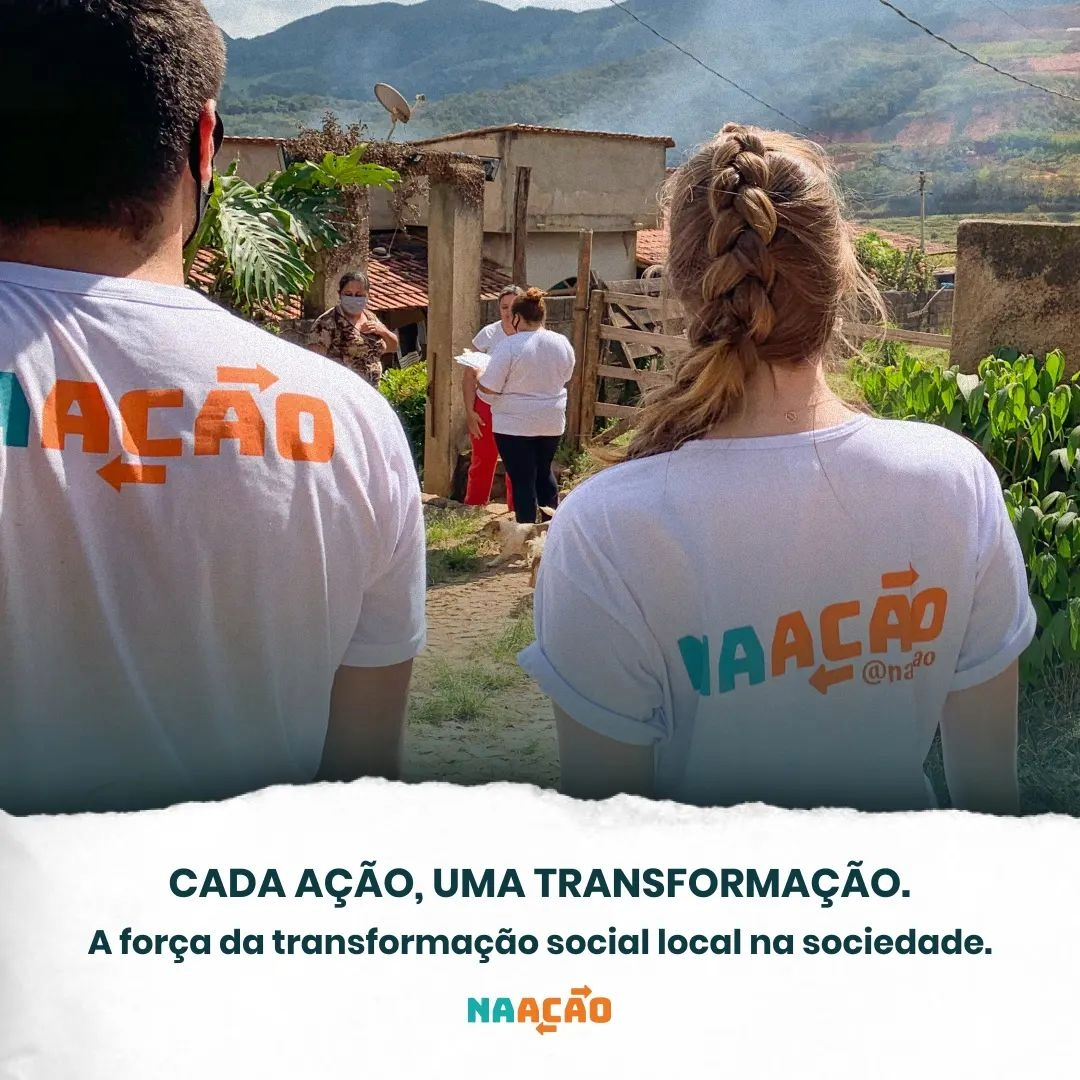 NAAÇÃO
NAAÇÃO
CADA AÇÃO, UMA TRANSFORMAÇÃO.
A força da transformação social local na sociedade.
NAAÇÃO